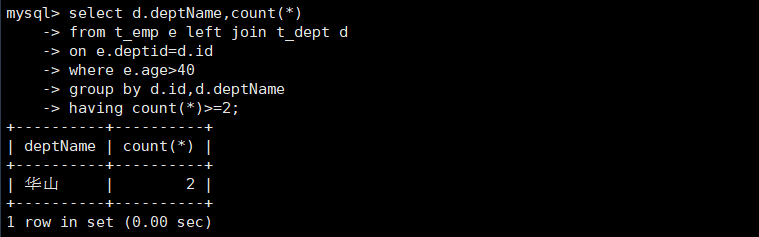 mysql> select d.deptName,count(*)
    -> from t_emp e left join t_dept d
    -> on e.deptid=d.id
    -> where e.age>40
    -> group by d.id,d.deptName
    -> having count(*)>=2;
+----------+----------+
| deptName | count(*) |
+----------+----------+
| 华山     |        2 |
+----------+----------+
1 row in set (0.00 sec)